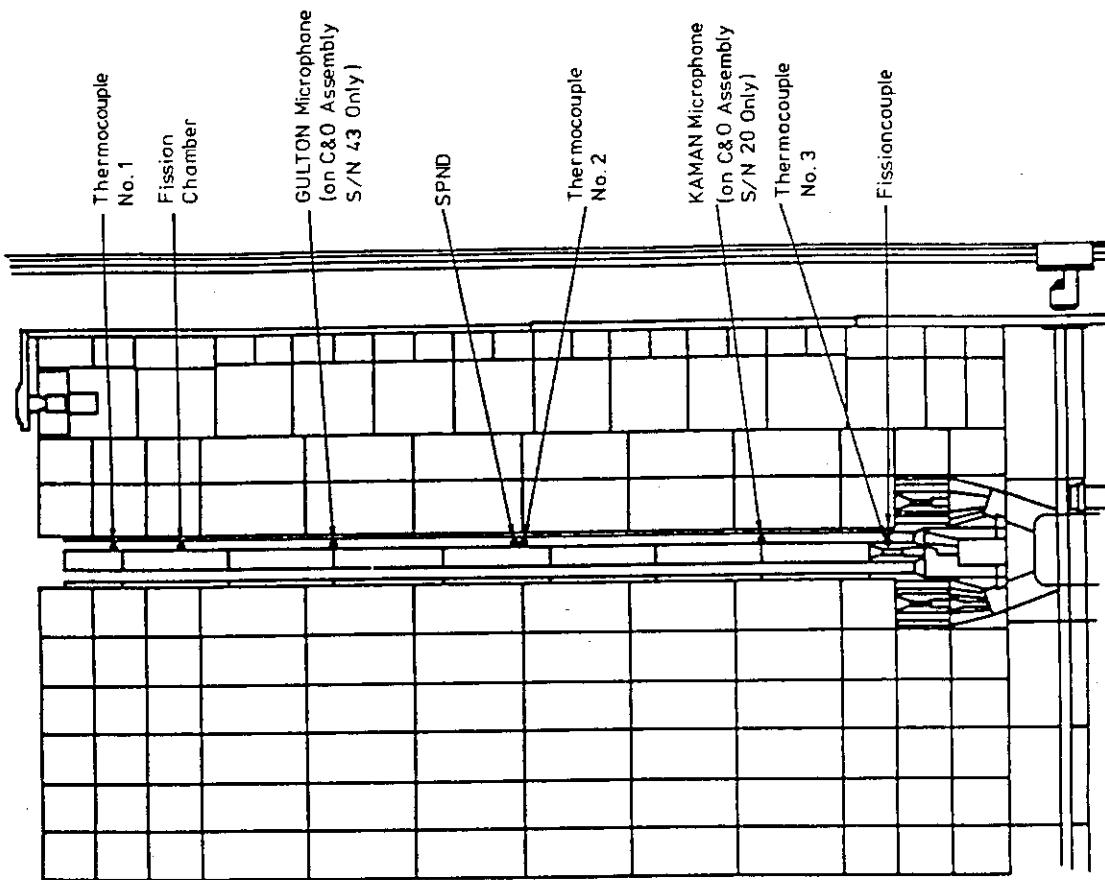 Thermocouple
No. 1
Fission
Chamber
GULTON Microphone
(on C&O Assembly
S/N 43 Only)
SPND
Thermocouple
No. 2
KAMAN Microphone
(on C&O Assembly
S/N 20 Only)
Thermocouple
No. 3
Fissioncouple